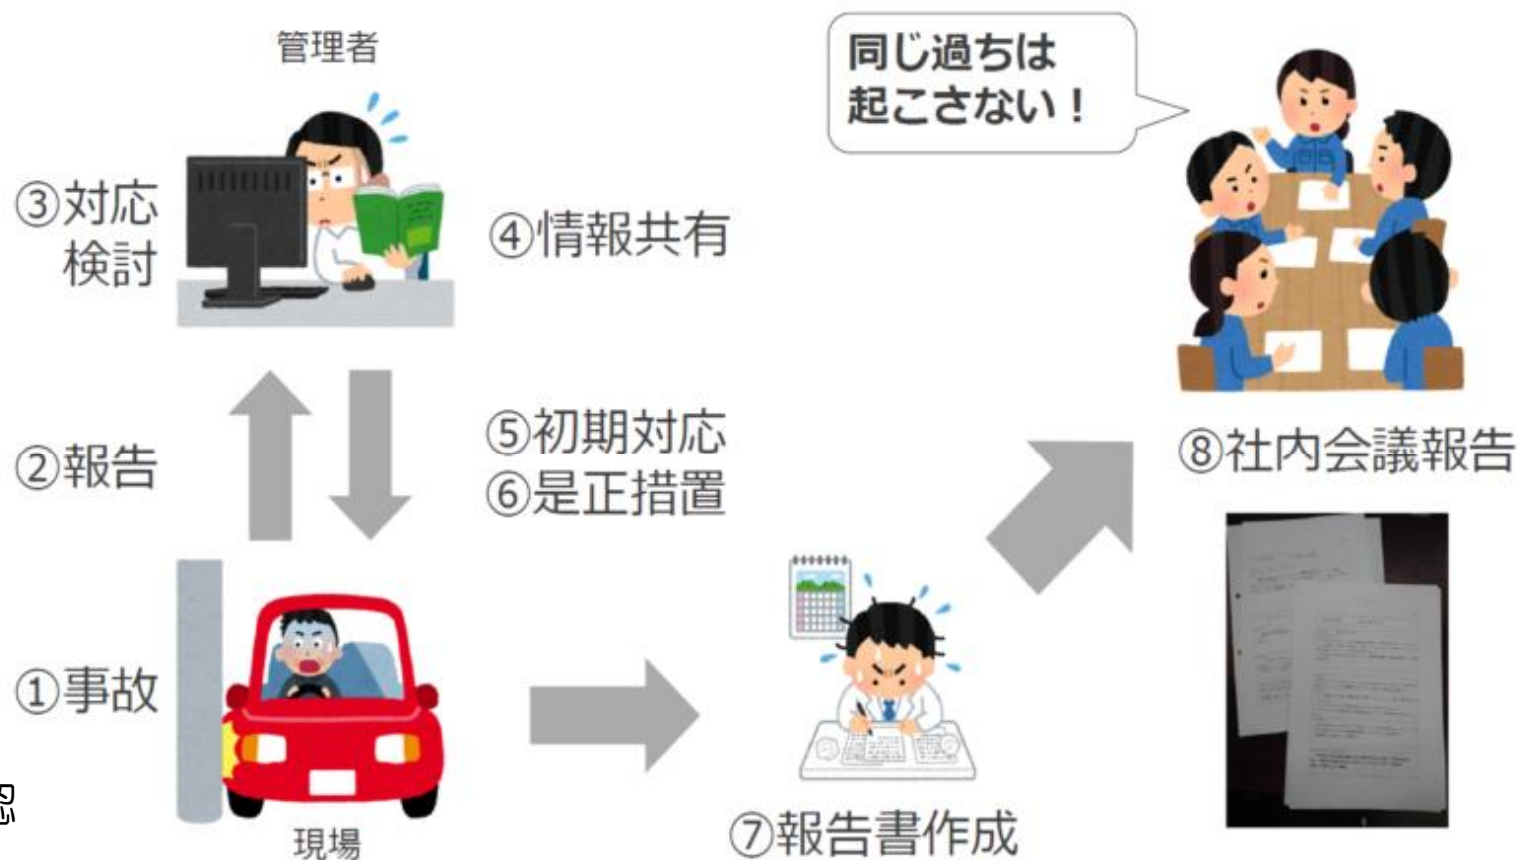 管理者
同じ過ちは
起こさない！
③対応
検討
④情報共有
②報告
⑤初期対応
⑥是正措置
⑧社内会議報告
①事故
現場
⑦報告書作成